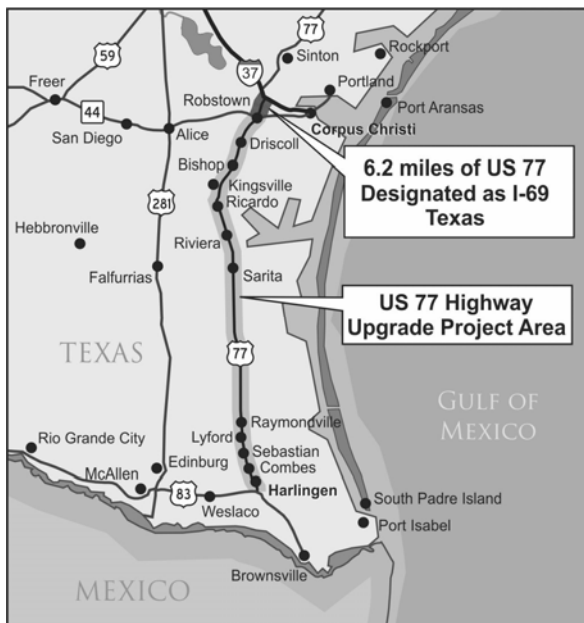 77
59
Sinton
Rockport
37
Freer
Portland
44
Robstown
Port Aransas
San Diego
Alice
Corpus Christi
Driscoll
6.2 miles of US 77
Designated as I-69
Texas
Bishop
Kingsville
281
Ricardo
Hebbronville
Riviera
Falfurrias
Sarita
US 77 Highway
Upgrade Project Area
TEXAS
77
GULF OF
MEXICO
Raymondville
Rio Grande City
Lyford
Sebastian
McAllen
Edinburg
Combes
83
Harlingen
Weslaco
South Padre Island
Port Isabel
Brownsville
MEXICO